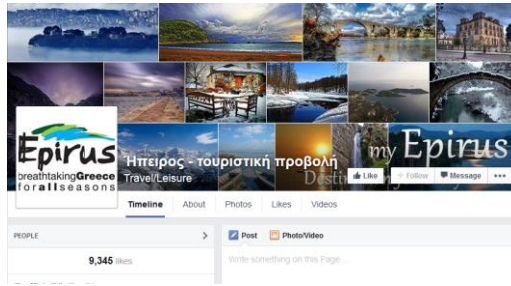 my Epirus
Epirus
breathtakingGreece
forallseasons
Ήπειρος - τουριστική προβολή
Travel/Leisure
Like
Follow
Message
Timeline
About
Photos
Likes
Videos
PEOPLE
9,345 likes
Post
Photo/Video
Write something on this Page...